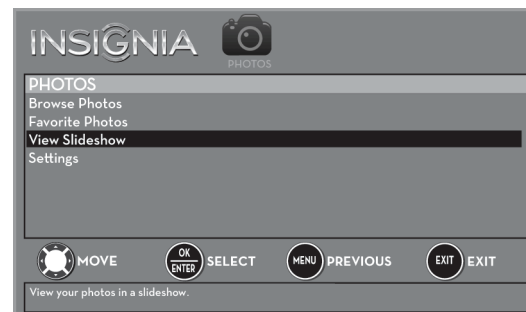 INSIGNIA
PHOTOS
PHOTOS
Browse Photos
Favorite Photos
View Slideshow
Settings
MOVE OK ENTER SELECT MENU PREVIOUS EXIT EXIT
View your photos in a slideshow.